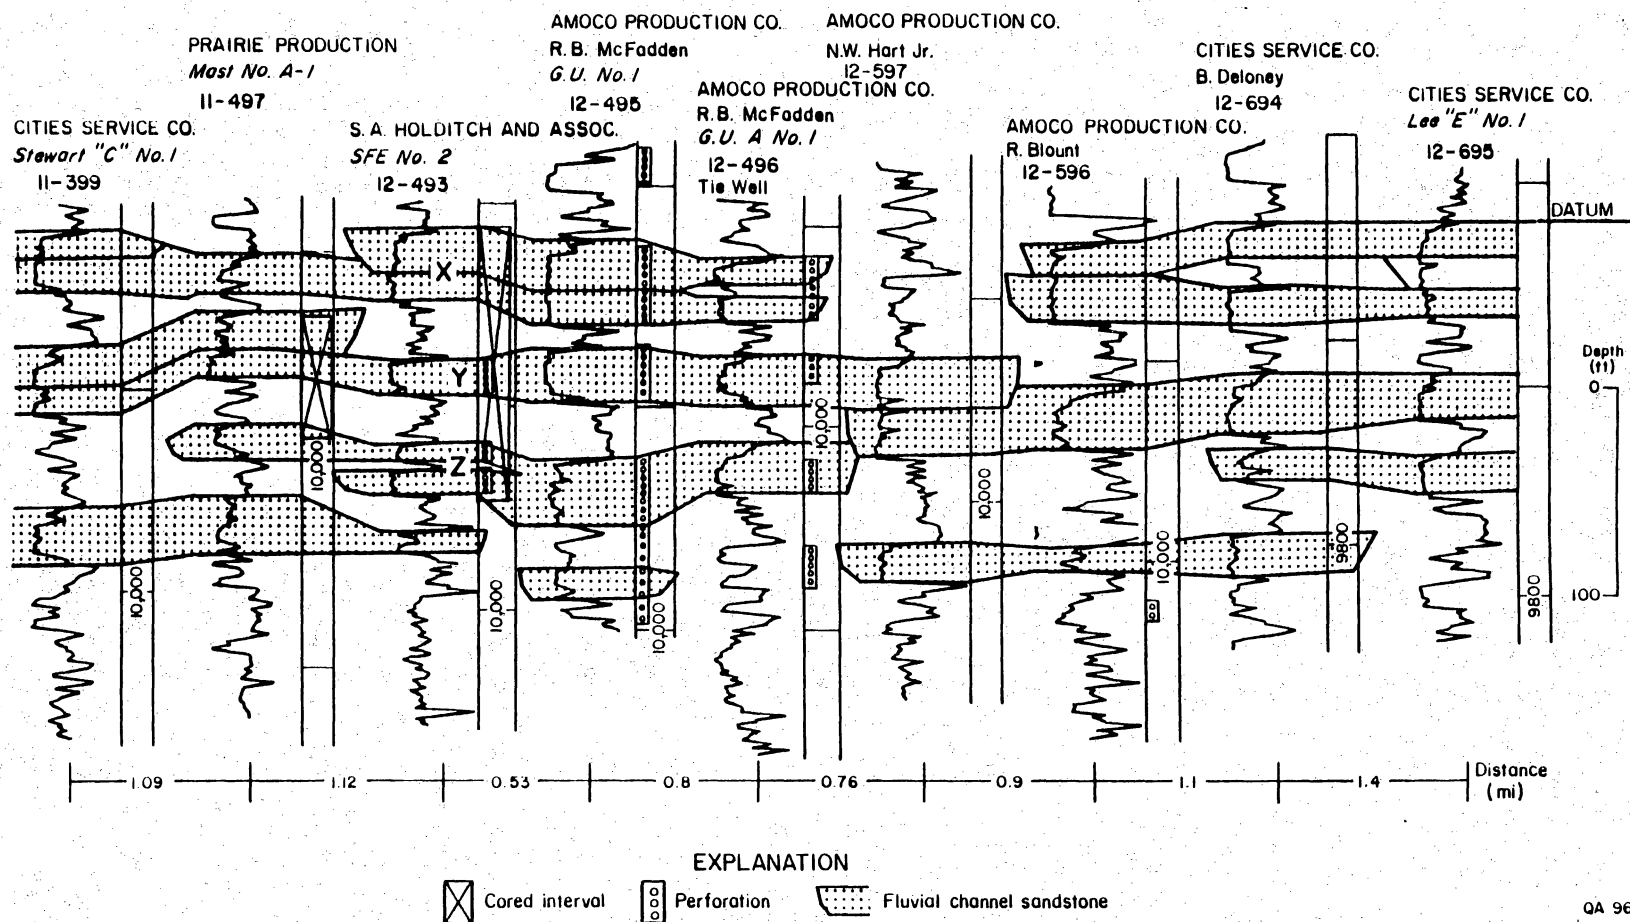 PRAIRIE PRODUCTION
Mast No. A-1
11-497
AMOCO PRODUCTION CO.
R.B. McFadden
G.U. No. 1
12-495
AMOCO PRODUCTION CO.
N.W. Hart Jr.
12-597
CITIES SERVICE CO.
B. Deloney
12-694
CITIES SERVICE CO.
Stewart "C" No. 1
11-399
S.A. HOLDITCH AND ASSOC.
SFE No. 2
12-493
AMOCO PRODUCTION CO.
R.B. McFadden
G.U. A No. 1
12-496
Tie Well
AMOCO PRODUCTION CO.
R. Blount
12-596
CITIES SERVICE CO.
Lee "E" No. 1
12-695
DATUM
X
Y
Z
10,000
10,000
10,000
10,000
10,000
10,000
10,000
9800
9800
Depth
(ft)
0
100
1.09
1.12
0.53
0.8
0.76
0.9
1.1
1.4
Distance
(mi)
EXPLANATION
Cored interval
Perforation
Fluvial channel sandstone
QA 96